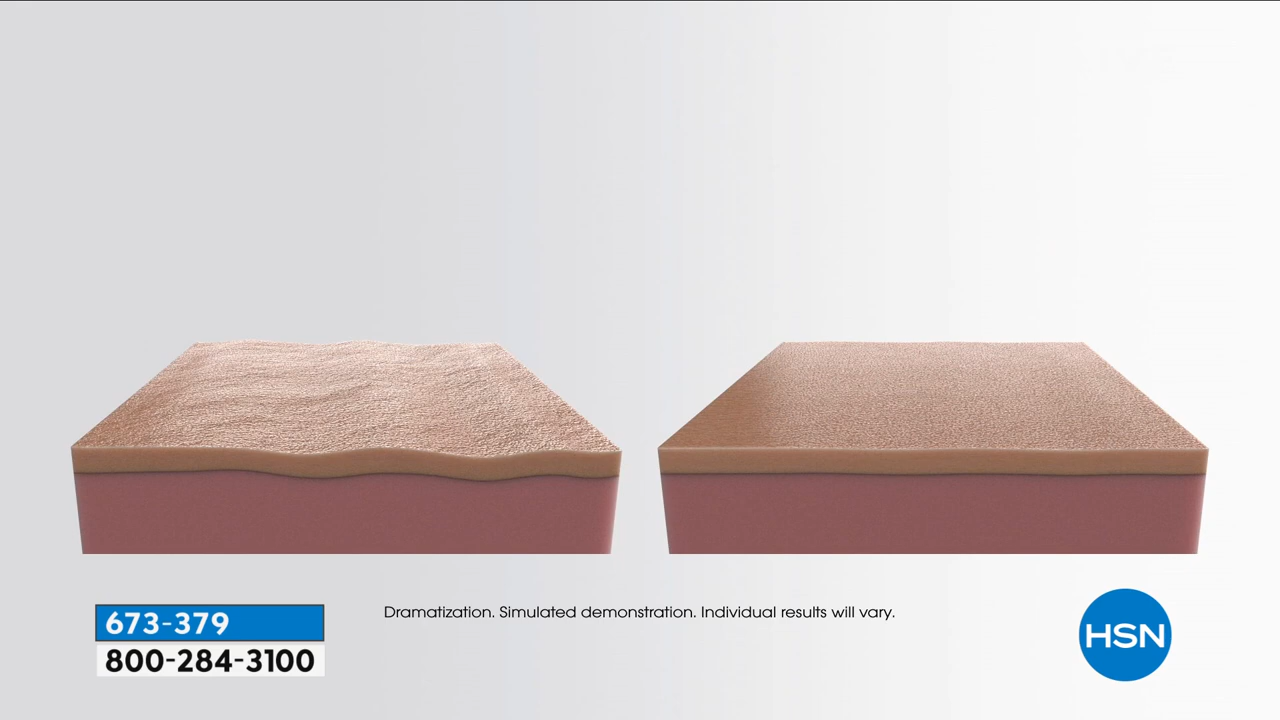 673-379
800-284-3100
Dramatization. Simulated demonstration. Individual results will vary.
HSN